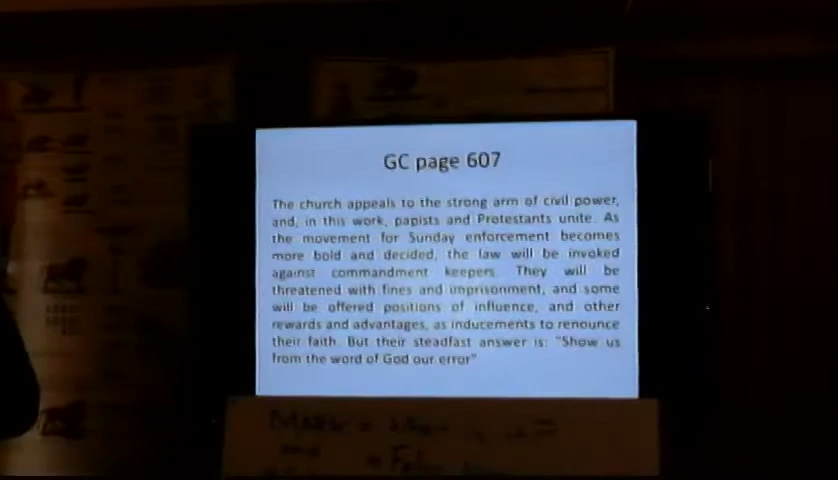 GC page 607
The church appeals to the strong arm of civil power,
and, in this work, papists and Protestants unite. As
the movement for Sunday enforcement becomes
more bold and decided, the law will be invoked
against commandment keepers. They will be
threatened with fines and imprisonment, and some
will be offered positions of influence, and other
rewards and advantages, as inducements to renounce
their faith. But their steadfast answer is: "Show us
from the word of God our error"